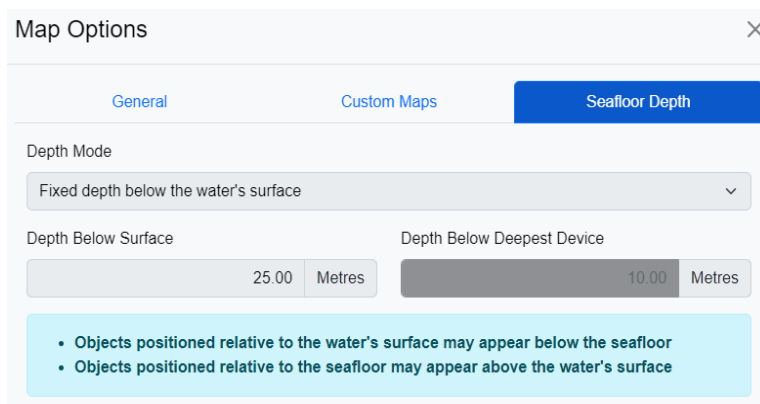 Map Options
General Custom Maps Seafloor Depth
Depth Mode
Fixed depth below the water's surface
Depth Below Surface Depth Below Deepest Device
25.00 Metres 10.00 Metres
• Objects positioned relative to the water's surface may appear below the seafloor
• Objects positioned relative to the seafloor may appear above the water's surface